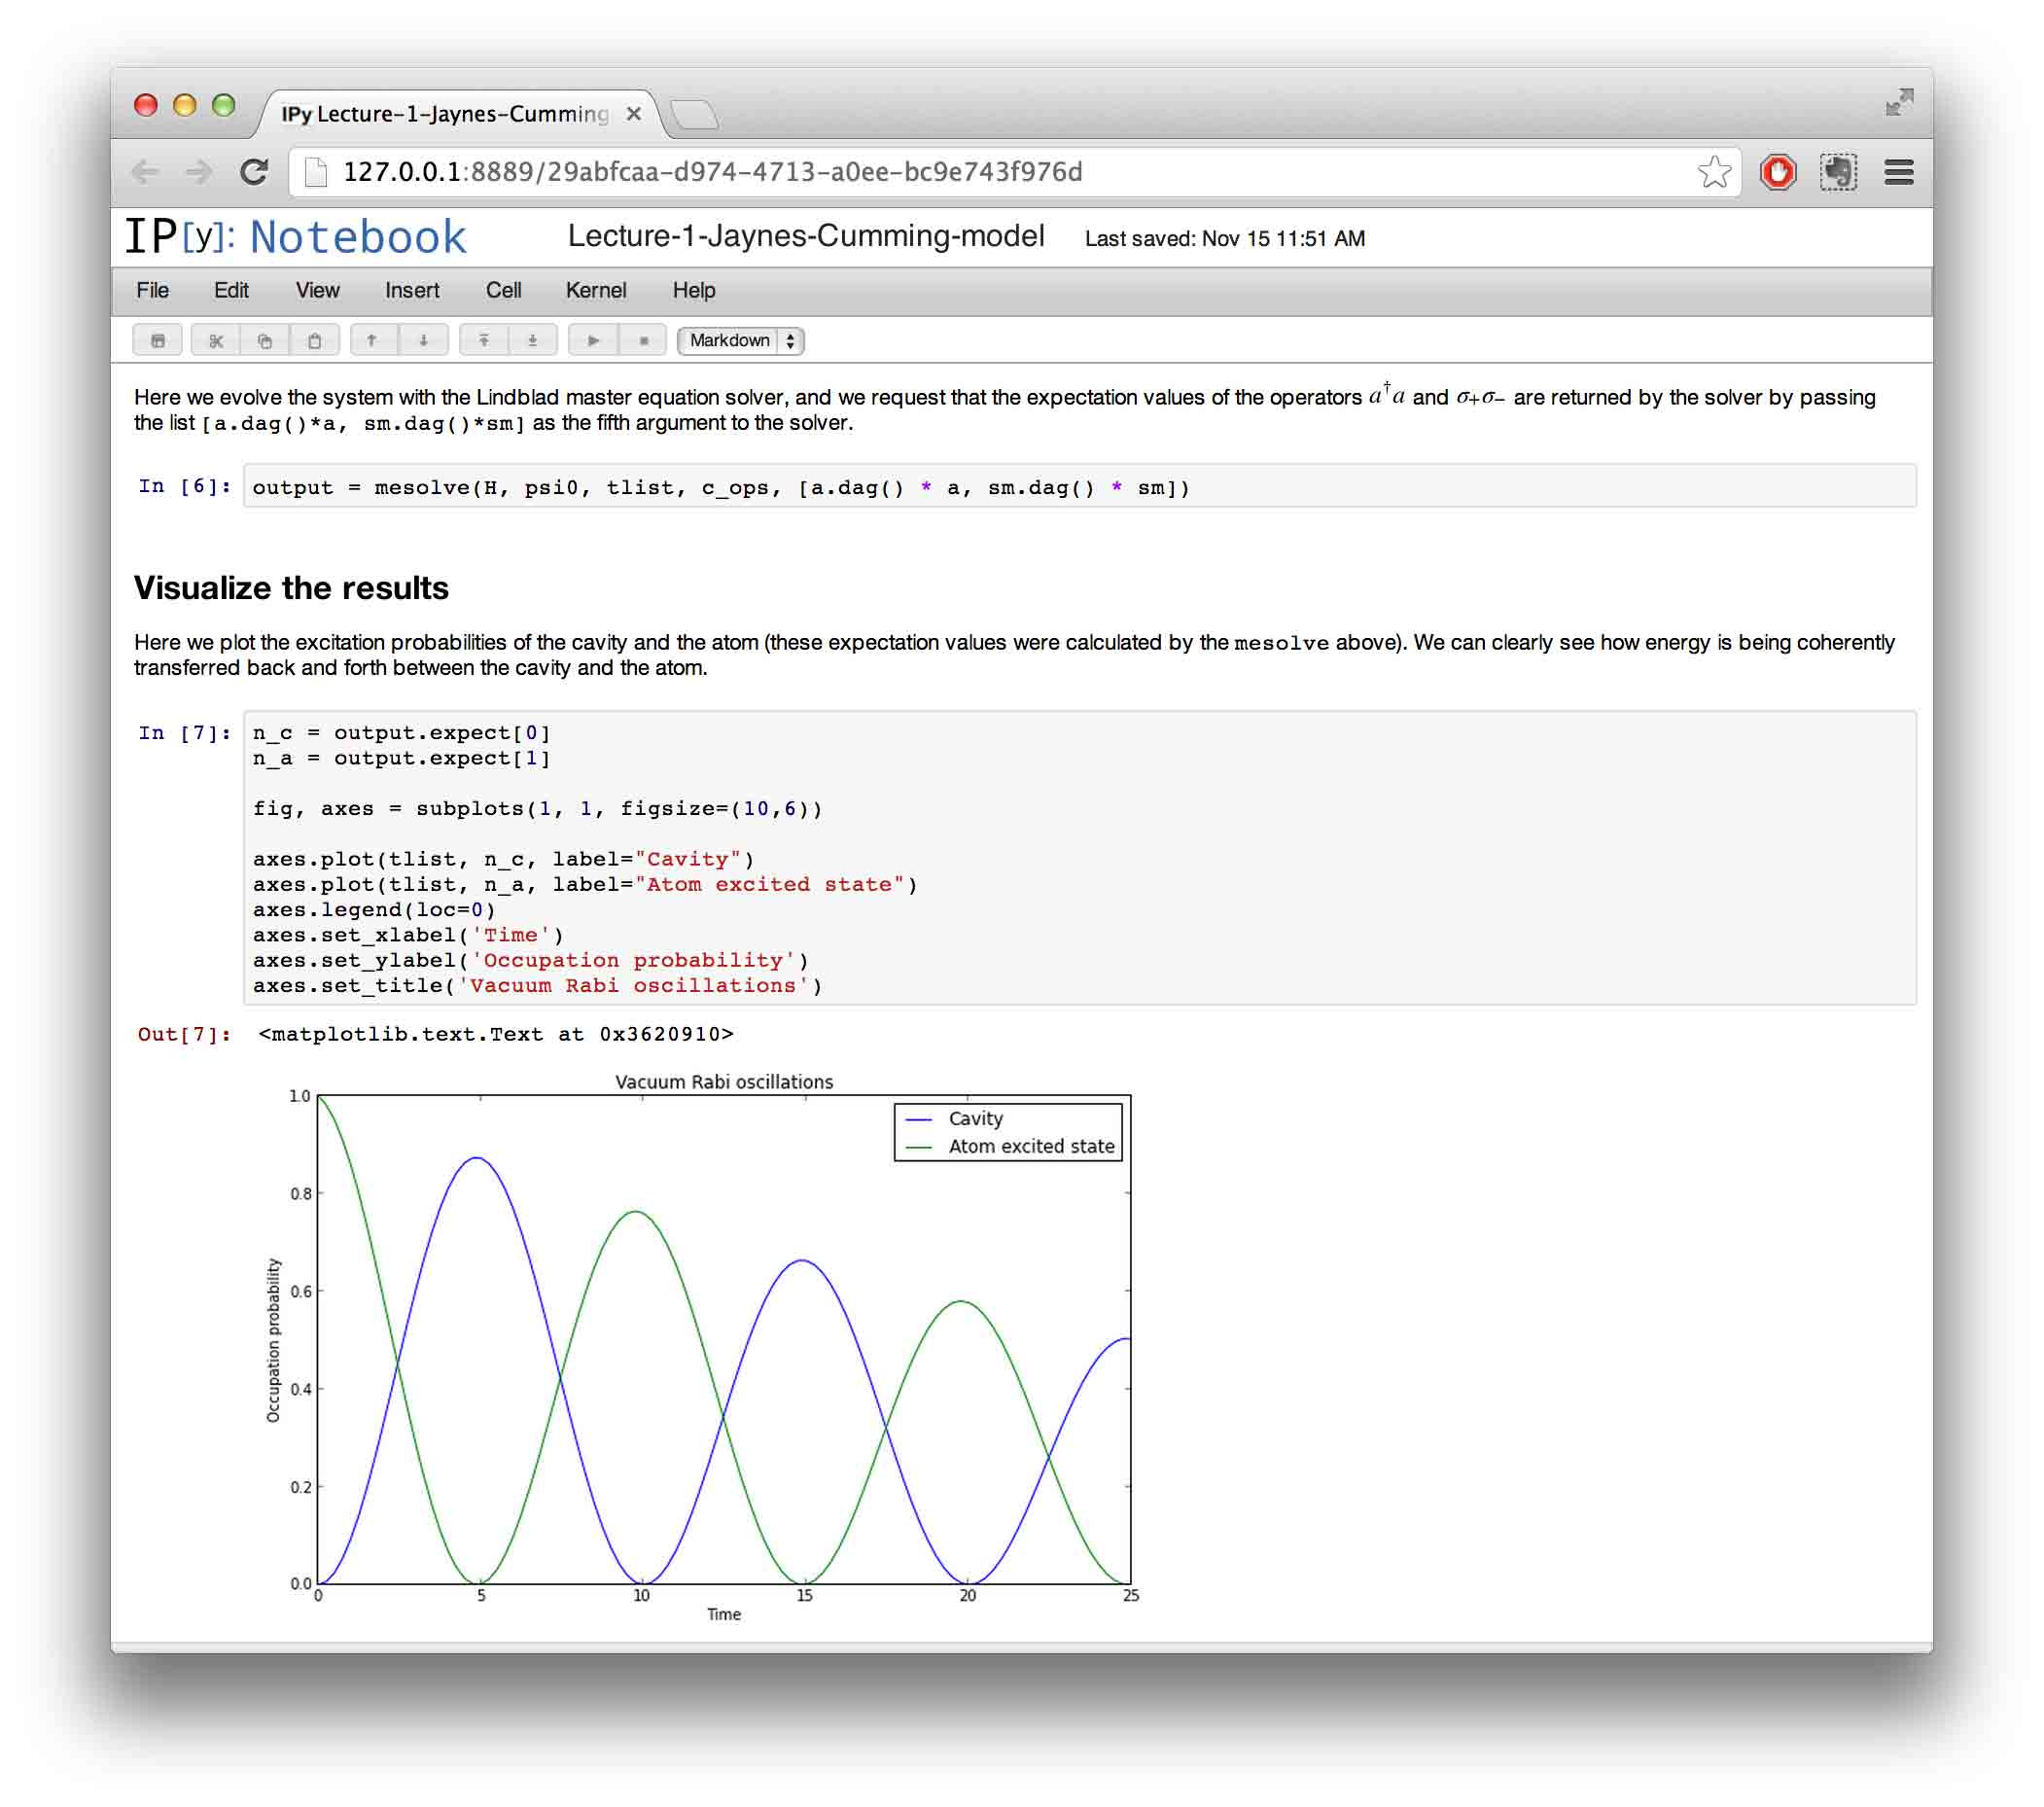 IPy Lecture-1-Jaynes-Cumming
127.0.0.1:8889/29abfcaa-d974-4713-a0ee-bc9e743f976d
IP[y]: Notebook Lecture-1-Jaynes-Cumming-model Last saved: Nov 15 11:51 AM
File Edit View Insert Cell Kernel Help
Markdown
Here we evolve the system with the Lindblad master equation solver, and we request that the expectation values of the operators a†a and σ+σ− are returned by the solver by passing
the list [a.dag()*a, sm.dag()*sm] as the fifth argument to the solver.
In [6]: output = mesolve(H, psi0, tlist, c_ops, [a.dag() * a, sm.dag() * sm])
Visualize the results
Here we plot the excitation probabilities of the cavity and the atom (these expectation values were calculated by the mesolve above). We can clearly see how energy is being coherently
transferred back and forth between the cavity and the atom.
In [7]: n_c = output.expect[0]
n_a = output.expect[1]
fig, axes = subplots(1, 1, figsize=(10,6))
axes.plot(tlist, n_c, label="Cavity")
axes.plot(tlist, n_a, label="Atom excited state")
axes.legend(loc=0)
axes.set_xlabel('Time')
axes.set_ylabel('Occupation probability')
axes.set_title('Vacuum Rabi oscillations')
Out[7]: <matplotlib.text.Text at 0x3620910>
Vacuum Rabi oscillations
1.0
Cavity
Atom excited state
0.8
0.6
0.4
0.2
0.0
Occupation probability
0 5 10 15 20 25
Time